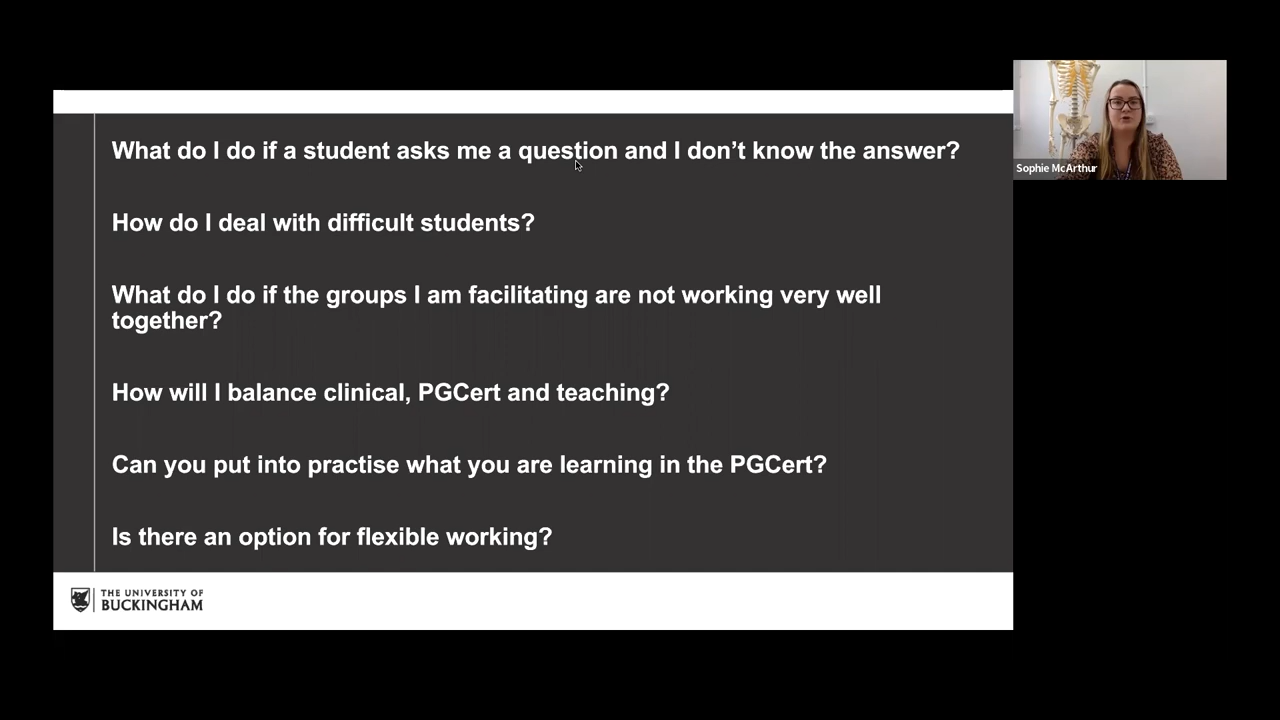 What do I do if a student asks me a question and I don’t know the answer?
How do I deal with difficult students?
What do I do if the groups I am facilitating are not working very well
together?
How will I balance clinical, PGCert and teaching?
Can you put into practise what you are learning in the PGCert?
Is there an option for flexible working?
THE UNIVERSITY OF
BUCKINGHAM
Sophie McArthur